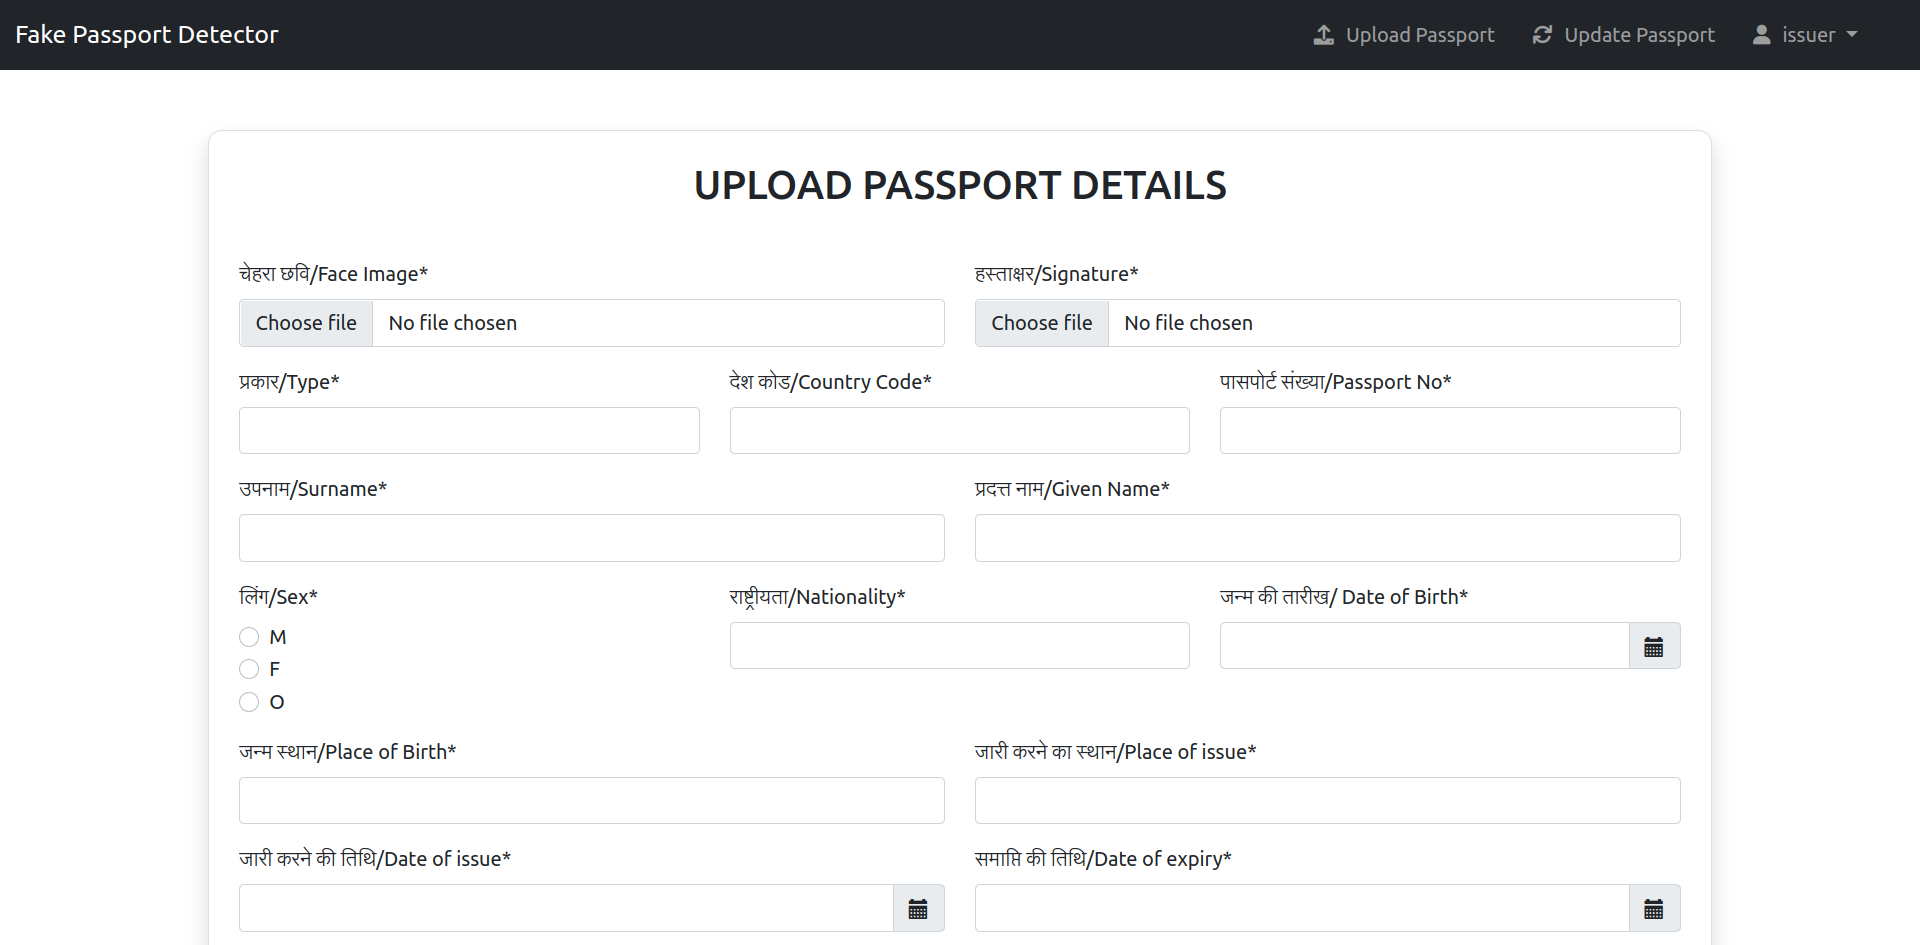 Fake Passport Detector
Upload Passport
Update Passport
issuer
UPLOAD PASSPORT DETAILS
चेहरा छवि/Face Image*
हस्ताक्षर/Signature*
Choose file No file chosen
Choose file No file chosen
प्रकार/Type*
देश कोड/Country Code*
पासपोर्ट संख्या/Passport No*
उपनाम/Surname*
प्रदत्त नाम/Given Name*
लिंग/Sex*
M
F
O
राष्ट्रीयता/Nationality*
जन्म की तारीख/ Date of Birth*
जन्म स्थान/Place of Birth*
जारी करने का स्थान/Place of issue*
जारी करने की तिथि/Date of issue*
समाप्ति की तिथि/Date of expiry*